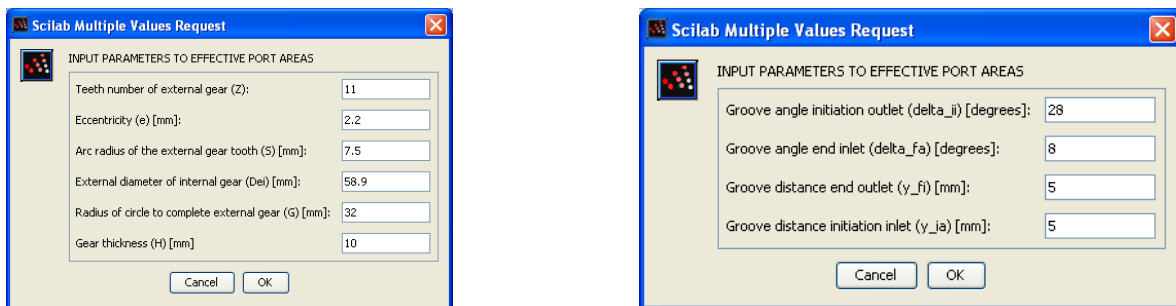 Scilab Multiple Values Request
INPUT PARAMETERS TO EFFECTIVE PORT AREAS
Teeth number of external gear (Z): 11
Eccentricity (e) [mm]: 2.2
Arc radius of the external gear tooth (S) [mm]: 7.5
External diameter of internal gear (Dei) [mm]: 58.9
Radius of circle to complete external gear (G) [mm]: 32
Gear thickness (H) [mm] 10
Cancel OK
Scilab Multiple Values Request
INPUT PARAMETERS TO EFFECTIVE PORT AREAS
Groove angle initiation outlet (delta_ii) [degrees]: 28
Groove angle end inlet (delta_fa) [degrees]: 8
Groove distance end outlet (y_fi) [mm]: 5
Groove distance initiation inlet (y_ia) [mm]: 5
Cancel OK